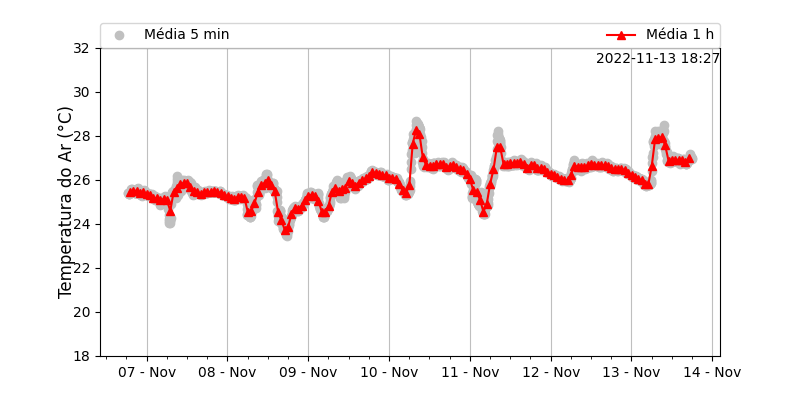 Média 5 min
Média 1 h
2022-11-13 18:27
Temperatura do Ar (°C)
32
30
28
26
24
22
20
18
07 - Nov
08 - Nov
09 - Nov
10 - Nov
11 - Nov
12 - Nov
13 - Nov
14 - Nov